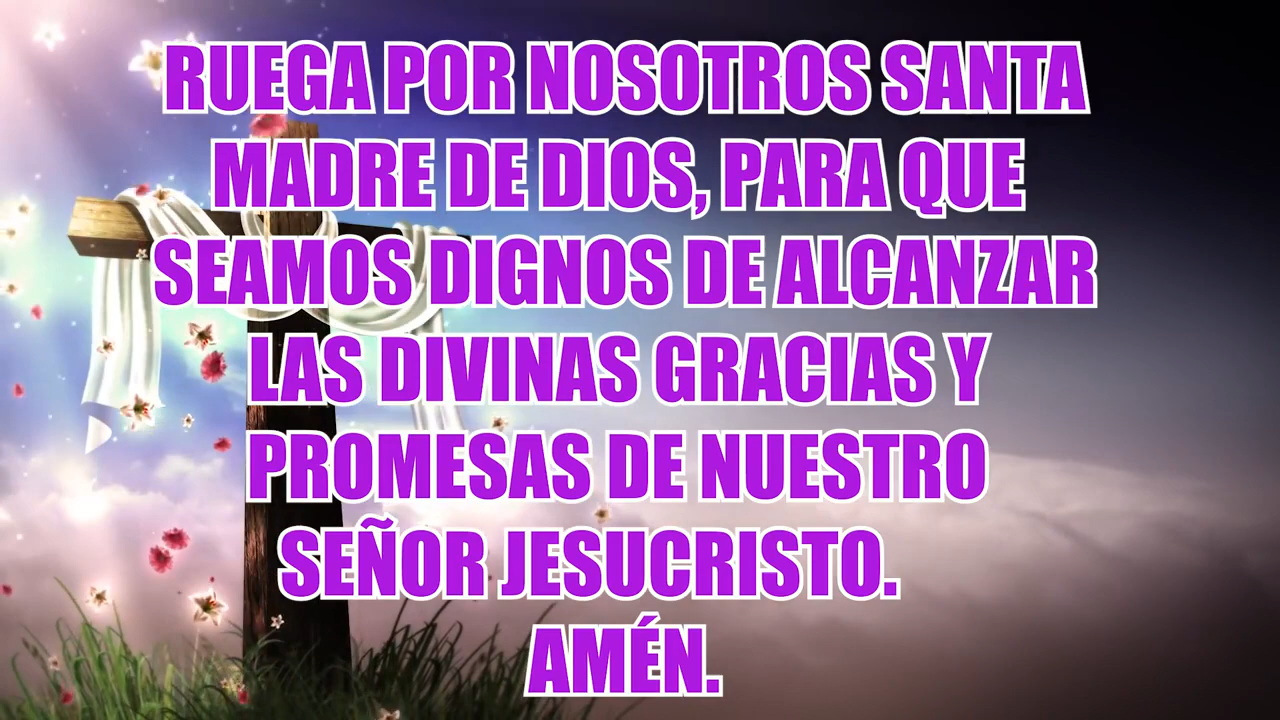 RUEGA POR NOSOTROS SANTA
MADRE DE DIOS, PARA QUE
SEAMOS DIGNOS DE ALCANZAR
LAS DIVINAS GRACIAS Y
PROMESAS DE NUESTRO
SEÑOR JESUCRISTO.
AMÉN.